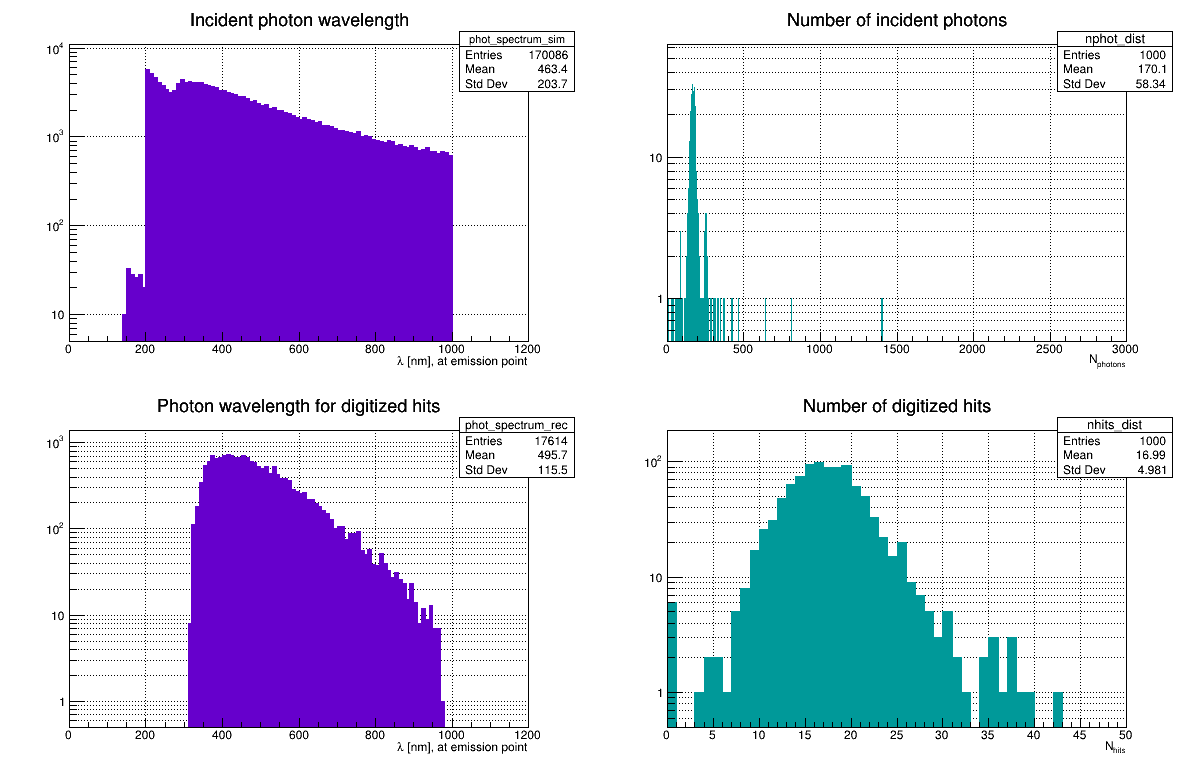 Incident photon wavelength
phot_spectrum_sim
Entries 170086
Mean 463.4
Std Dev 203.7
10^4
10^3
10^2
10
0 200 400 600 800 1000 1200
λ [nm], at emission point
Number of incident photons
nphot_dist
Entries 1000
Mean 170.1
Std Dev 58.34
10
1
0 500 1000 1500 2000 2500 3000
N_photons
Photon wavelength for digitized hits
phot_spectrum_rec
Entries 17614
Mean 495.7
Std Dev 115.5
10^3
10^2
10
1
0 200 400 600 800 1000 1200
λ [nm], at emission point
Number of digitized hits
nhits_dist
Entries 1000
Mean 16.99
Std Dev 4.981
10^2
10
1
0 5 10 15 20 25 30 35 40 45 50
N_hits